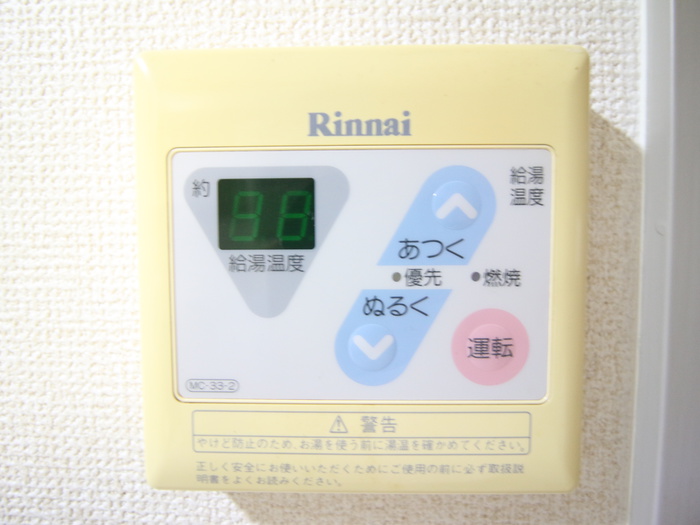 Rinnai
約
給湯温度
給湯
温度
あつく
優先
燃焼
ぬるく
運転
MC-33-2
警告
やけど防止のため、お湯を使う前に湯温を確かめてください。
正しく安全にお使いいただくためにご使用の前に必ず取扱説
明書をよくお読みください。